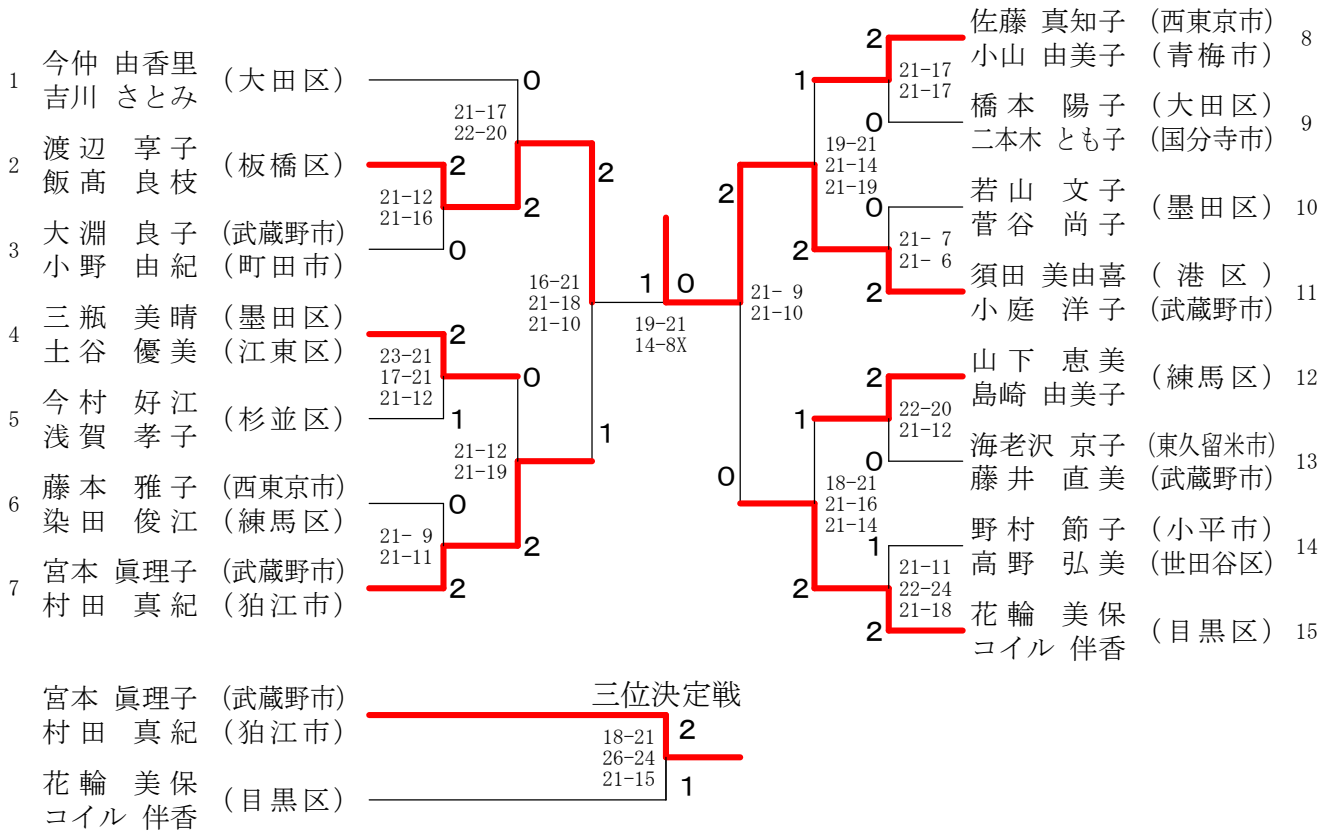 1 今仲 由香里 (大田区)
吉川 さとみ
0
21-17
22-20
2 渡辺 享子 (板橋区)
飯髙 良枝
2
21-12
21-16
2
2
3 大淵 良子 (武蔵野市)
小野 由紀 (町田市)
0
16-21
21-18
21-10
4 三瓶 美晴 (墨田区)
土谷 優美 (江東区)
2
23-21
17-21
21-12
0
5 今村 好江 (杉並区)
浅賀 孝子
1
21-12
21-19
1
6 藤本 雅子 (西東京市)
染田 俊江 (練馬区)
0
21- 9
21-11
2
7 宮本 眞理子 (武蔵野市)
村田 真紀 (狛江市)
2
1 0
19-21
14-8X
佐藤 真知子 (西東京市) 8
小山 由美子 (青梅市)
2
21-17
21-17
1
橋本 陽子 (大田区) 9
二本木 とも子 (国分寺市)
0
19-21
21-14
21-19
2
若山 文子 (墨田区) 10
菅谷 尚子
0
21- 7
21- 6
2
須田 美由喜 (港区) 11
小庭 洋子 (武蔵野市)
2
21- 9
21-10
山下 恵美 (練馬区) 12
島崎 由美子
2
22-20
21-12
1
海老沢 京子 (東久留米市) 13
藤井 直美 (武蔵野市)
0
0
18-21
21-16
21-14
野村 節子 (小平市) 14
高野 弘美 (世田谷区)
1
21-11
22-24
21-18
2
花輪 美保 (目黒区) 15
コイル 伴香
2
三位決定戦
宮本 眞理子 (武蔵野市)
村田 真紀 (狛江市)
2
18-21
26-24
21-15
花輪 美保 (目黒区)
コイル 伴香
1